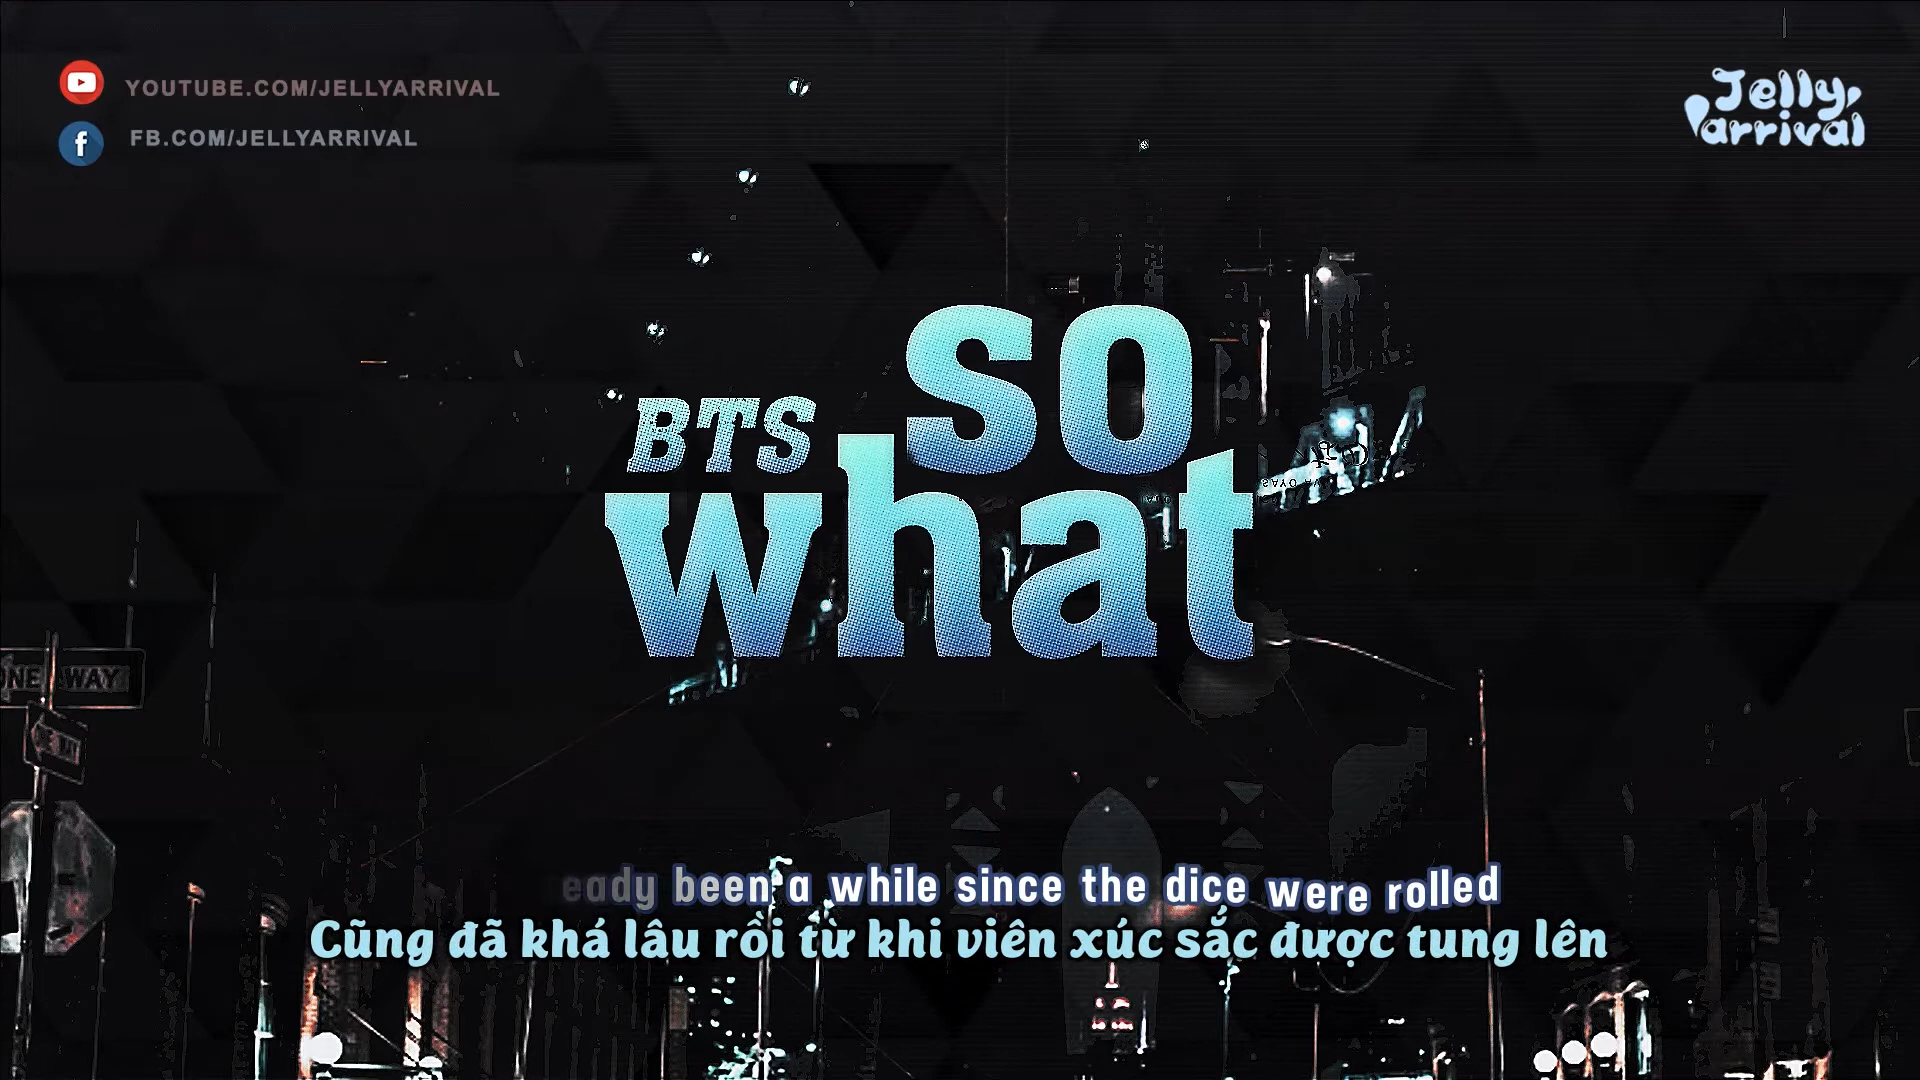 YOUTUBE.COM/JELLYARRIVAL
FB.COM/JELLYARRIVAL
Jelly arrival
BTS
so
what
ONE WAY
eady been a while since the dice were rolled
Cũng đã khá lâu rồi từ khi viên xúc sắc được tung lên